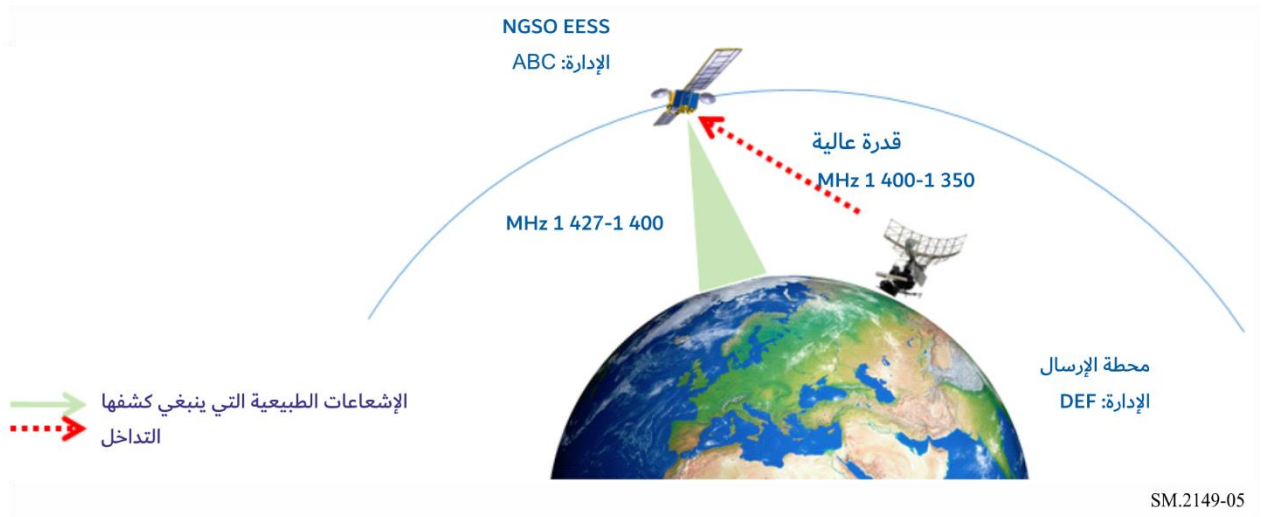 NGSO EESS
الإدارة: ABC
قدرة عالية
MHz 1 400-1 350
MHz 1 427-1 400
محطة الإرسال
الإدارة: DEF
الإشعاعات الطبيعية التي ينبغي كشفها
التداخل
SM.2149-05